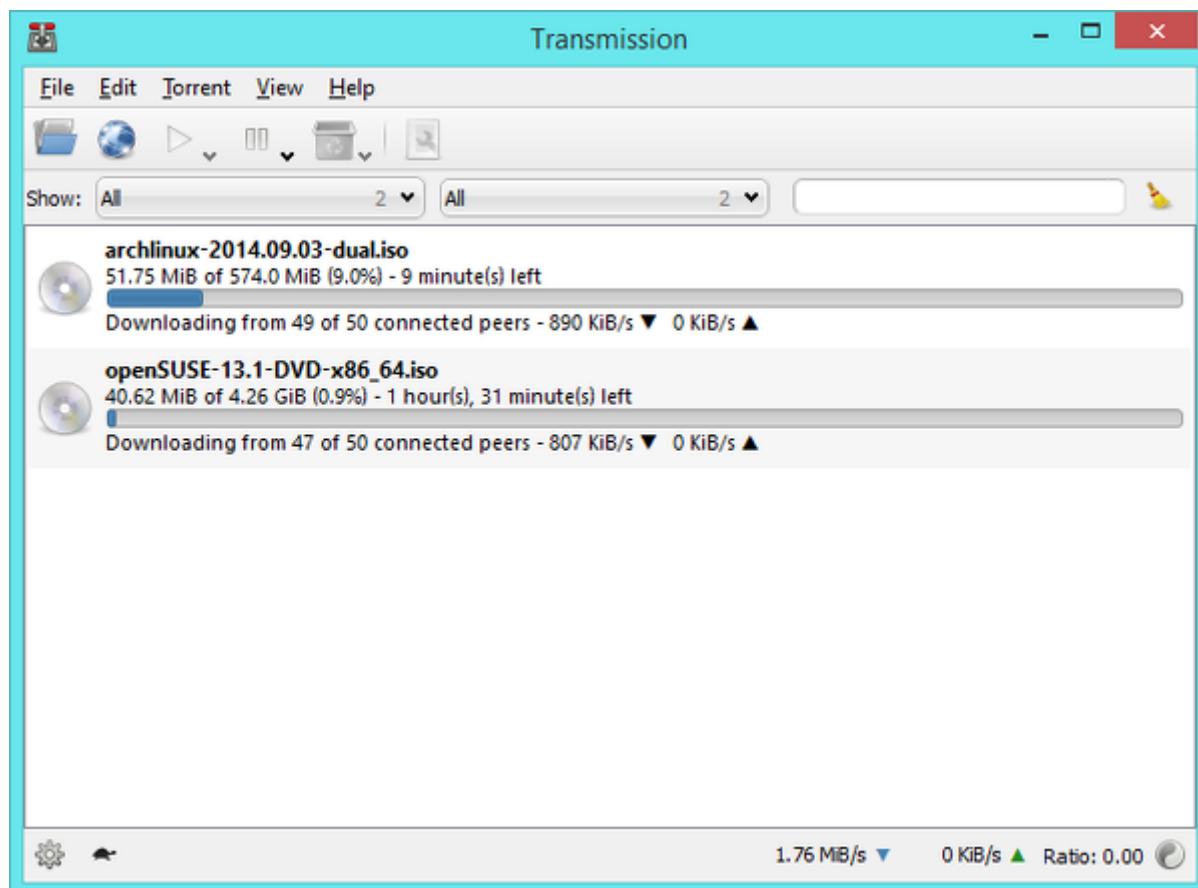 Transmission
File Edit Torrent View Help
Show: All 2 All 2
archlinux-2014.09.03-dual.iso
51.75 MiB of 574.0 MiB (9.0%) - 9 minute(s) left
Downloading from 49 of 50 connected peers - 890 KiB/s ▼ 0 KiB/s ▲
openSUSE-13.1-DVD-x86_64.iso
40.62 MiB of 4.26 GiB (0.9%) - 1 hour(s), 31 minute(s) left
Downloading from 47 of 50 connected peers - 807 KiB/s ▼ 0 KiB/s ▲
1.76 MiB/s ▼ 0 KiB/s ▲ Ratio: 0.00